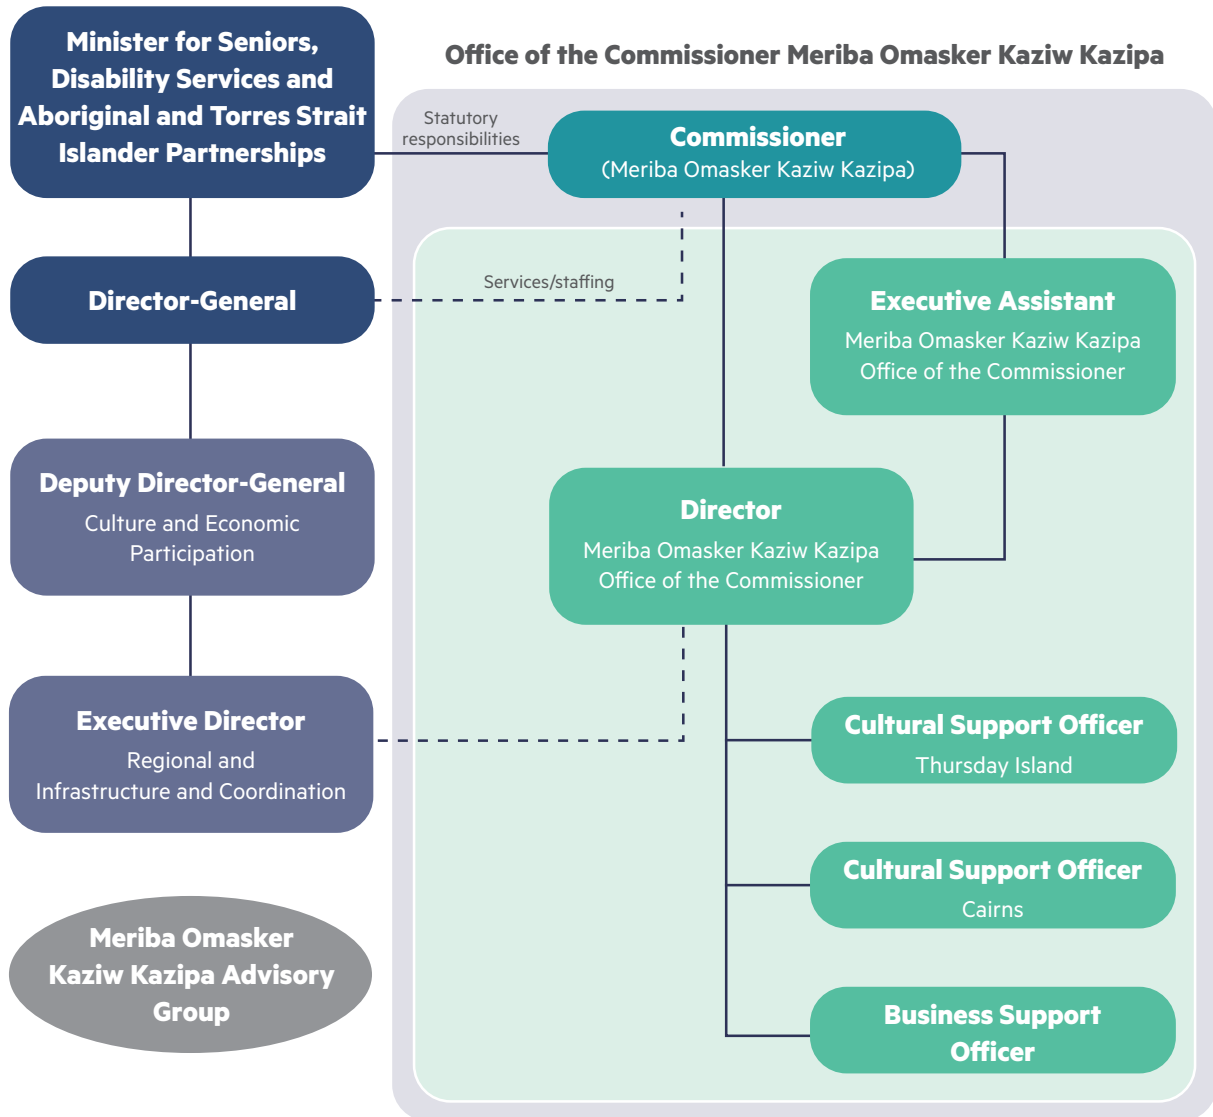 Minister for Seniors,
Disability Services and
Aboriginal and Torres Strait
Islander Partnerships
Office of the Commissioner Meriba Omasker Kaziw Kazipa
Statutory
responsibilities
Commissioner
(Meriba Omasker Kaziw Kazipa)
Director-General
Services/staffing
Executive Assistant
Meriba Omasker Kaziw Kazipa
Office of the Commissioner
Deputy Director-General
Culture and Economic
Participation
Director
Meriba Omasker Kaziw Kazipa
Office of the Commissioner
Executive Director
Regional and
Infrastructure and Coordination
Cultural Support Officer
Thursday Island
Cultural Support Officer
Cairns
Meriba Omasker
Kaziw Kazipa Advisory
Group
Business Support
Officer